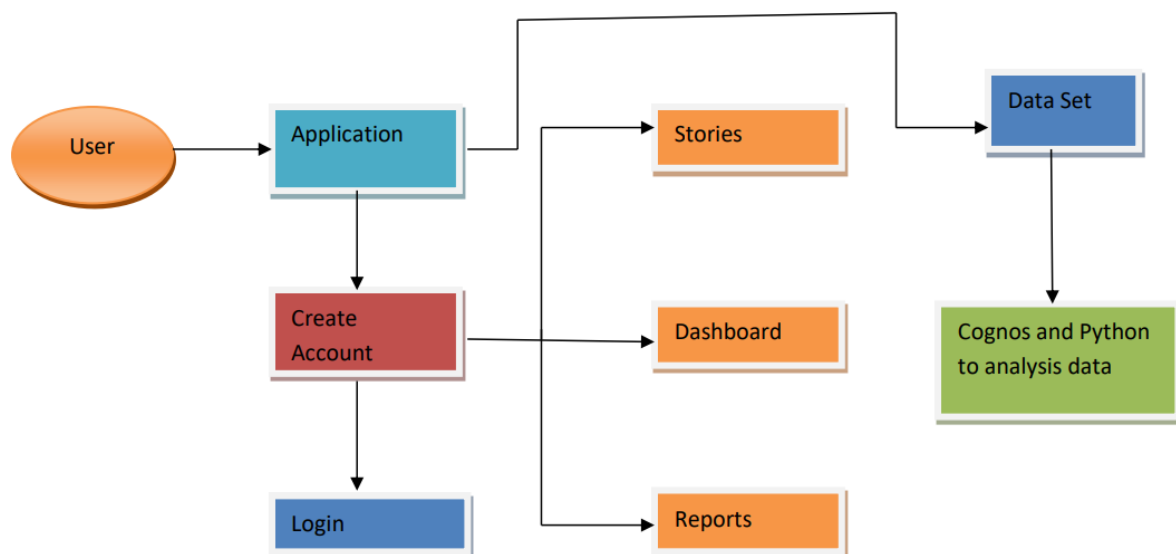 User
Application
Stories
Data Set
Create
Account
Dashboard
Cognos and Python
to analysis data
Login
Reports